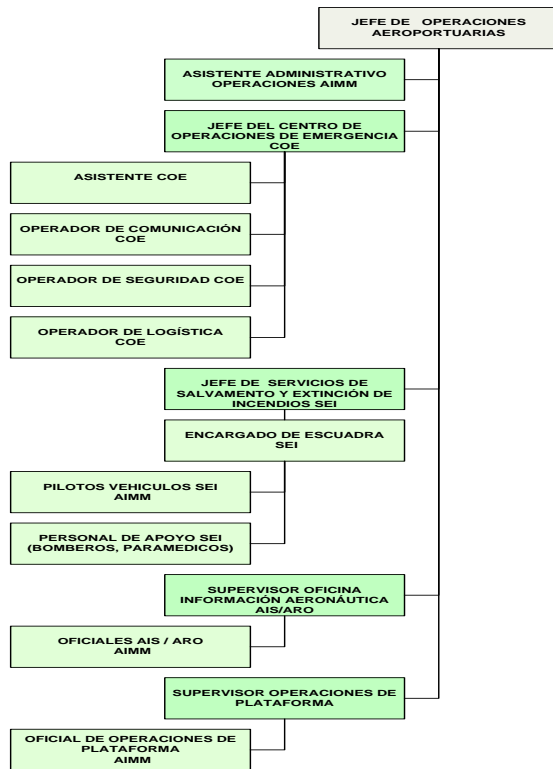 JEFE DE OPERACIONES
AEROPORTUARIAS
ASISTENTE ADMINISTRATIVO
OPERACIONES AIMM
JEFE DEL CENTRO DE
OPERACIONES DE EMERGENCIA
COE
ASISTENTE COE
OPERADOR DE COMUNICACIÓN
COE
OPERADOR DE SEGURIDAD COE
OPERADOR DE LOGÍSTICA
COE
JEFE DE SERVICIOS DE
SALVAMENTO Y EXTINCIÓN DE
INCENDIOS SEI
ENCARGADO DE ESCUADRA
SEI
PILOTOS VEHICULOS SEI
AIMM
PERSONAL DE APOYO SEI
(BOMBEROS, PARAMEDICOS)
SUPERVISOR OFICINA
INFORMACIÓN AERONÁUTICA
AIS/ARO
OFICIALES AIS / ARO
AIMM
SUPERVISOR OPERACIONES DE
PLATAFORMA
OFICIAL DE OPERACIONES DE
PLATAFORMA
AIMM